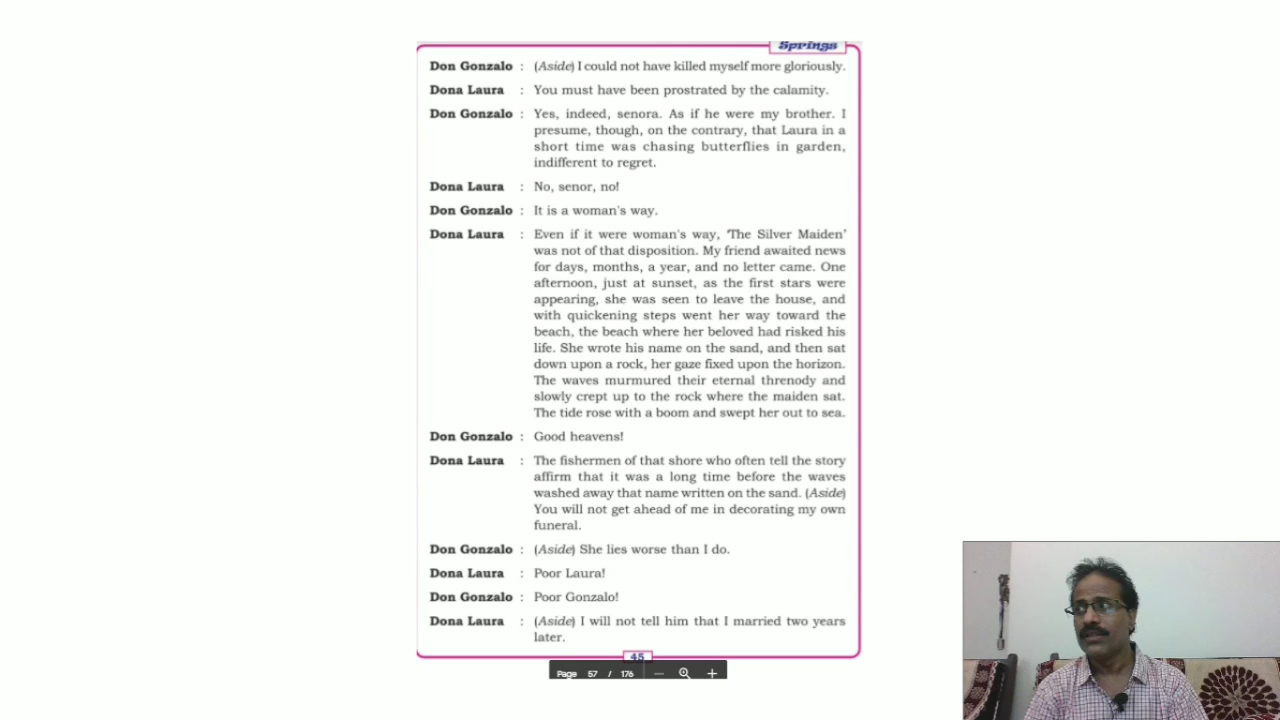 Springs
Don Gonzalo : (Aside) I could not have killed myself more gloriously.
Dona Laura : You must have been prostrated by the calamity.
Don Gonzalo : Yes, indeed, senora. As if he were my brother. I
presume, though, on the contrary, that Laura in a
short time was chasing butterflies in garden,
indifferent to regret.
Dona Laura : No, senor, no!
Don Gonzalo : It is a woman's way.
Dona Laura : Even if it were woman's way, 'The Silver Maiden'
was not of that disposition. My friend awaited news
for days, months, a year, and no letter came. One
afternoon, just at sunset, as the first stars were
appearing, she was seen to leave the house, and
with quickening steps went her way toward the
beach, the beach where her beloved had risked his
life. She wrote his name on the sand, and then sat
down upon a rock, her gaze fixed upon the horizon.
The waves murmured their eternal threnody and
slowly crept up to the rock where the maiden sat.
The tide rose with a boom and swept her out to sea.
Don Gonzalo : Good heavens!
Dona Laura : The fishermen of that shore who often tell the story
affirm that it was a long time before the waves
washed away that name written on the sand. (Aside)
You will not get ahead of me in decorating my own
funeral.
Don Gonzalo : (Aside) She lies worse than I do.
Dona Laura : Poor Laura!
Don Gonzalo : Poor Gonzalo!
Dona Laura : (Aside) I will not tell him that I married two years
later.
45
Page 57 / 176